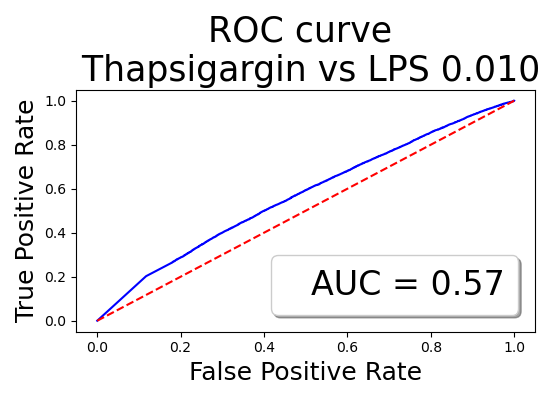 ROC curve
Thapsigargin vs LPS 0.010
True Positive Rate
1.0
0.8
0.6
0.4
0.2
0.0
AUC = 0.57
0.0 0.2 0.4 0.6 0.8 1.0
False Positive Rate